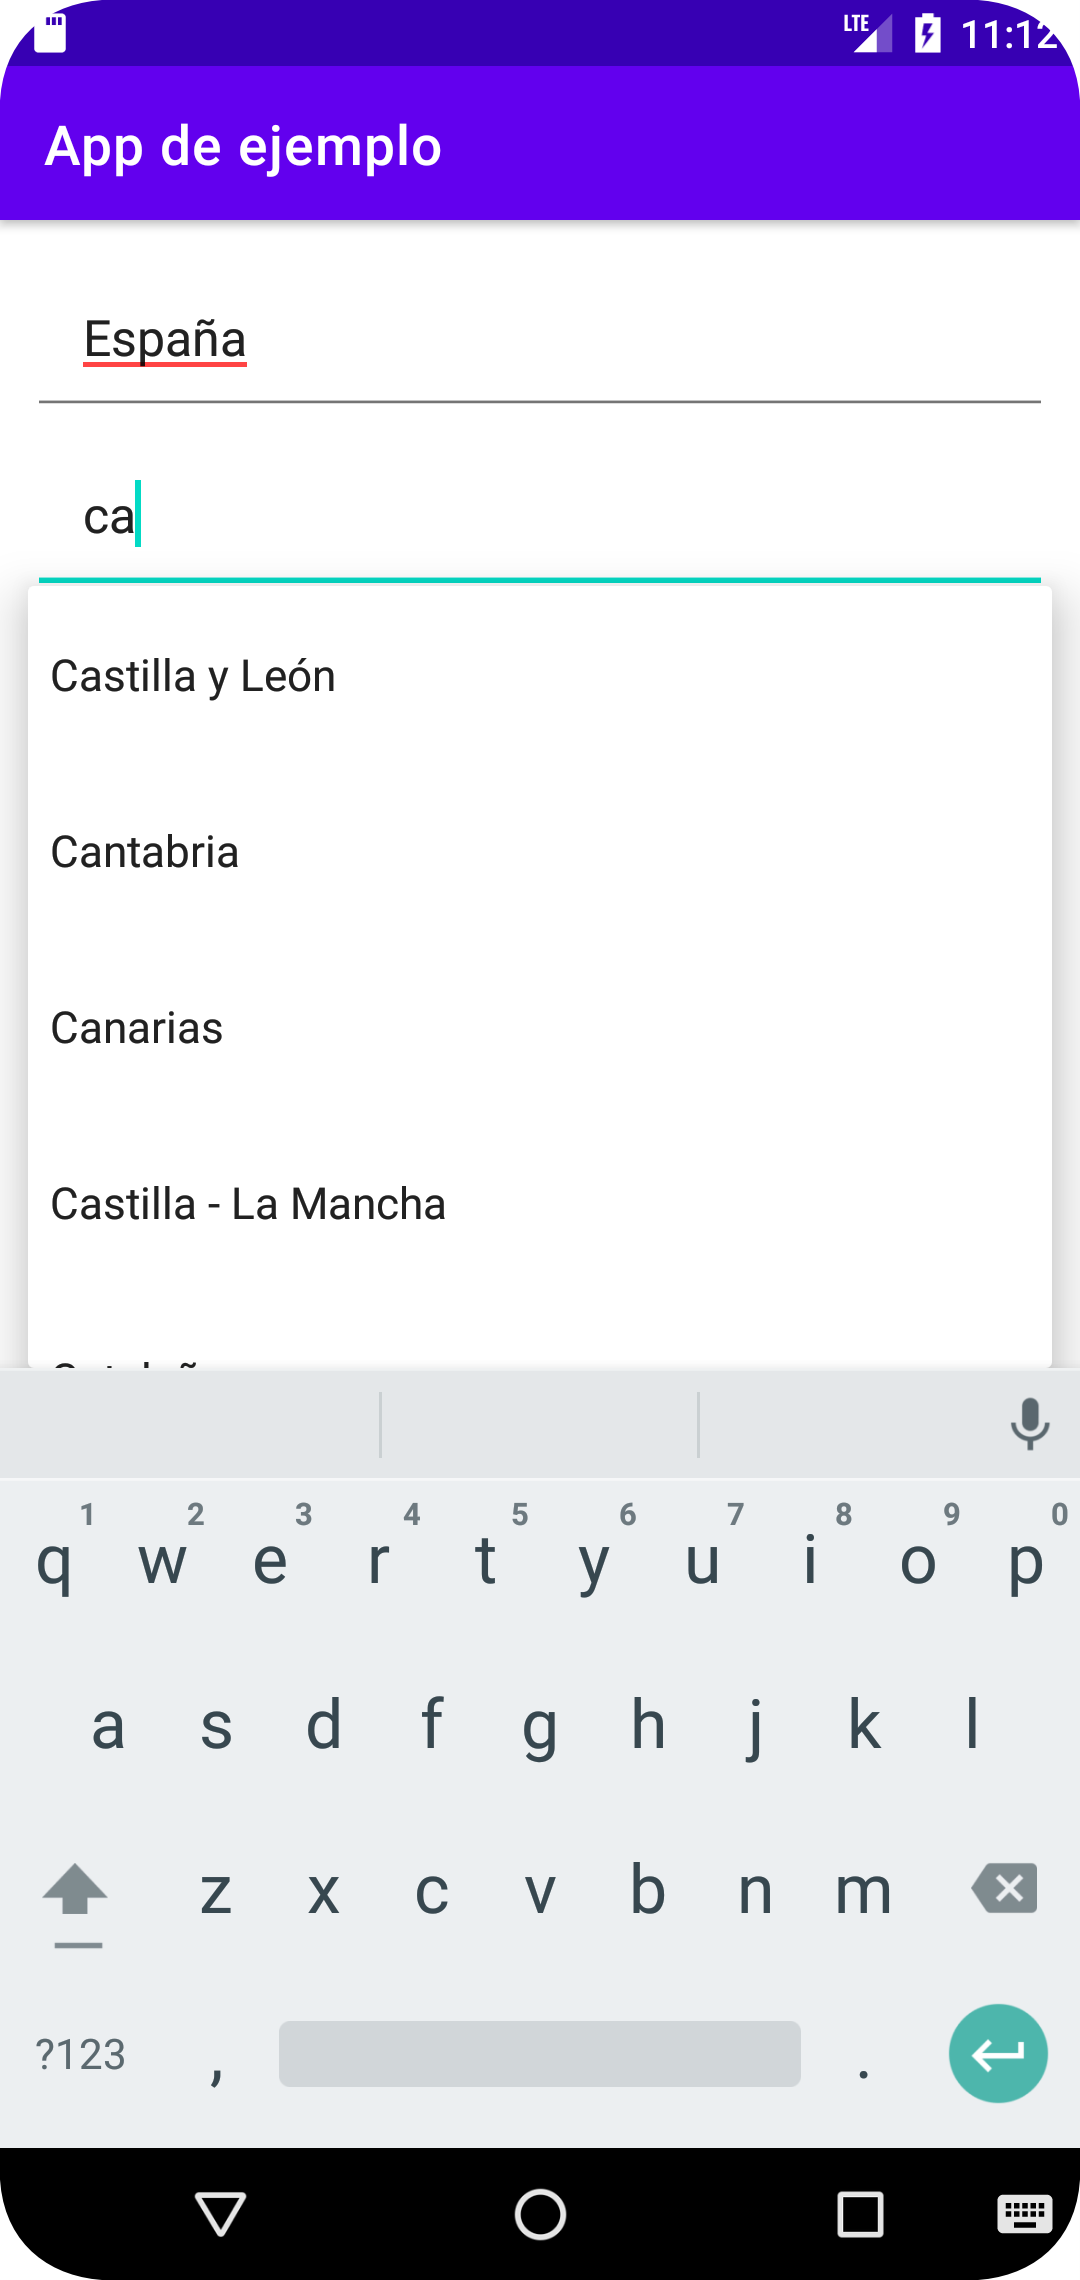 LTE 11:12
App de ejemplo
España
ca
Castilla y León
Cantabria
Canarias
Castilla - La Mancha
1 2 3 4 5 6 7 8 9 0
q w e r t y u i o p
a s d f g h j k l
z x c v b n m
?123 , .